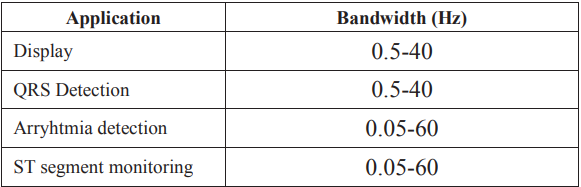 Application Bandwidth (Hz)
Display 0.5-40
QRS Detection 0.5-40
Arryhtmia detection 0.05-60
ST segment monitoring 0.05-60